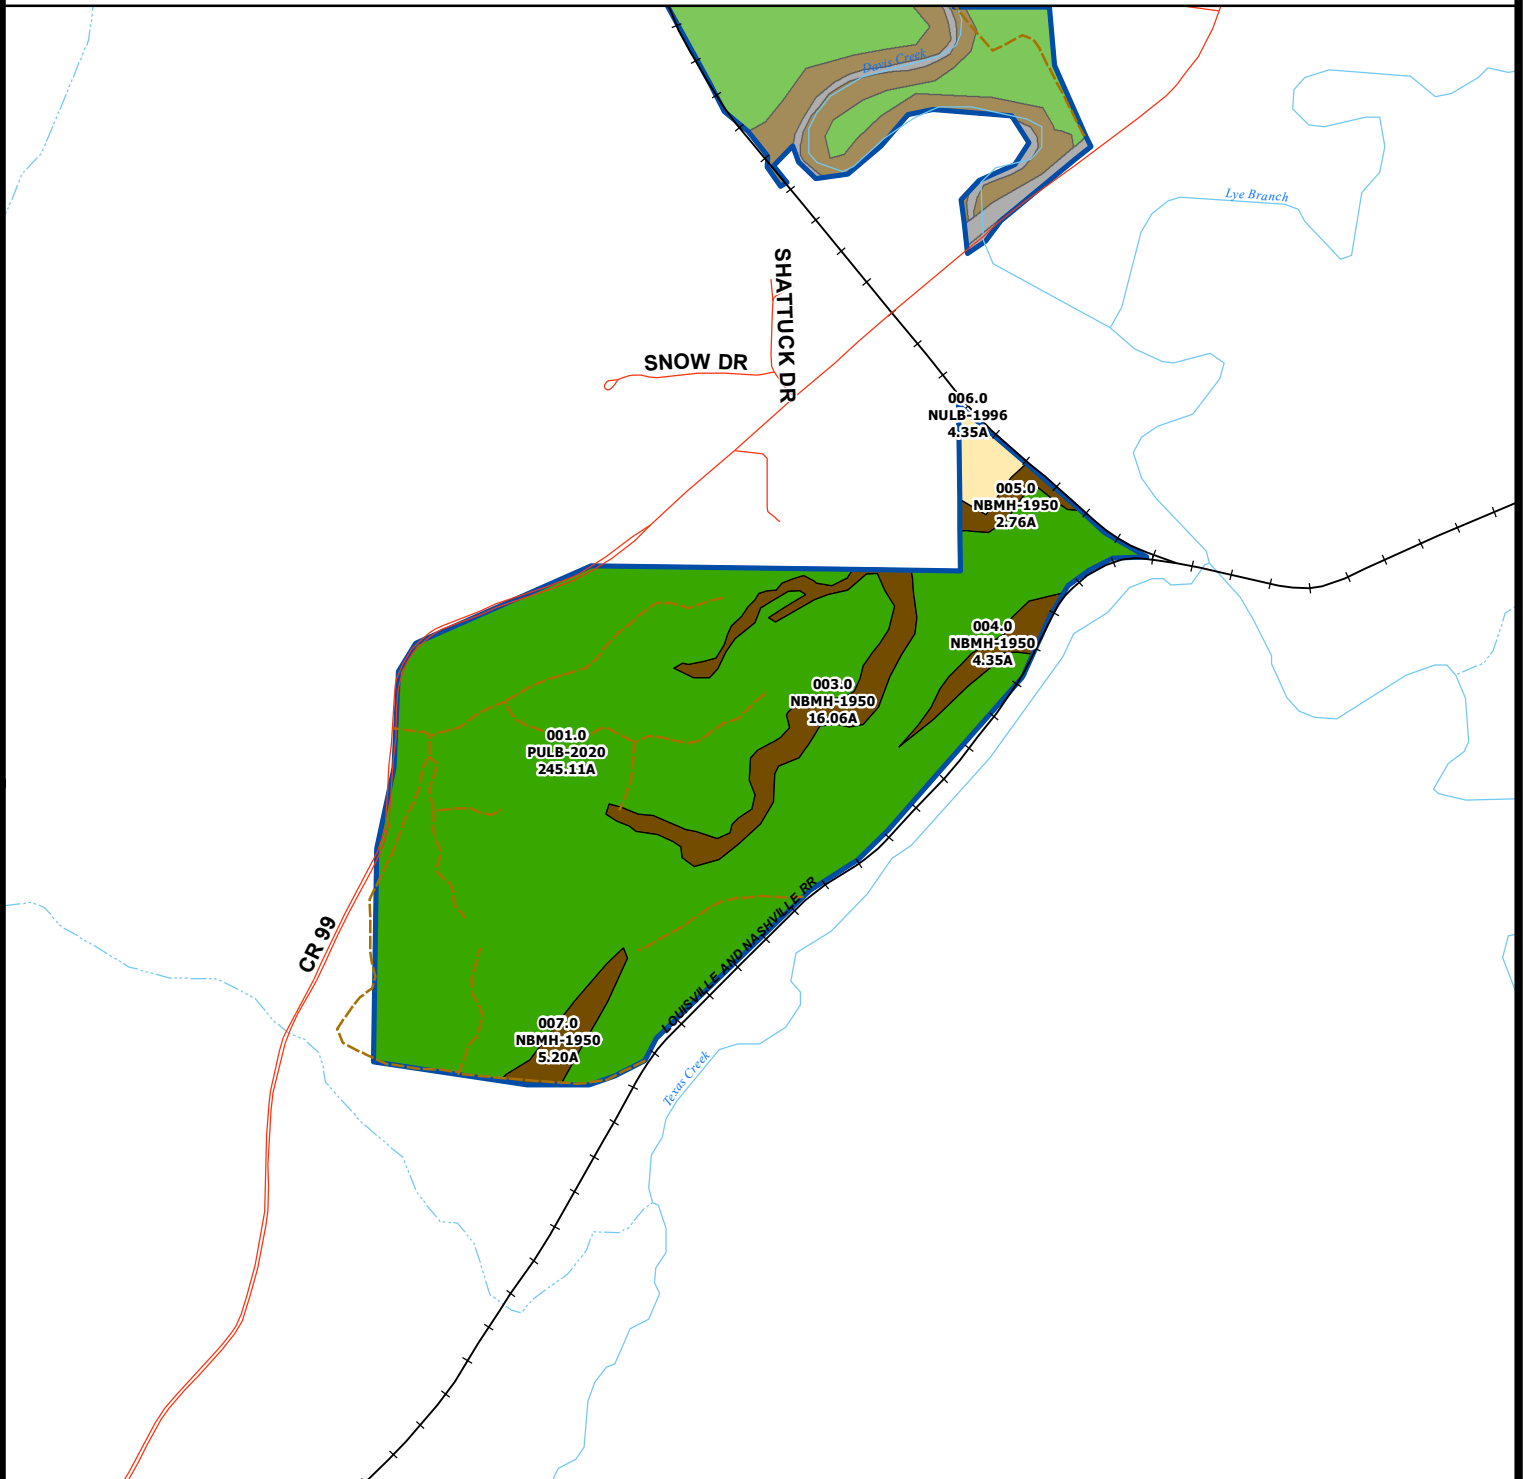 Davis Creek
Lye Branch
SHATTUCK DR
SNOW DR
006.0
NULB-1996
4.35A
005.0
NBMH-1950
2.76A
004.0
NBMH-1950
4.35A
003.0
NBMH-1950
16.06A
001.0
PULB-2020
245.11A
CR 99
LOUISVILLE AND NASHVILLE RR
007.0
NBMH-1950
5.20A
Texas Creek